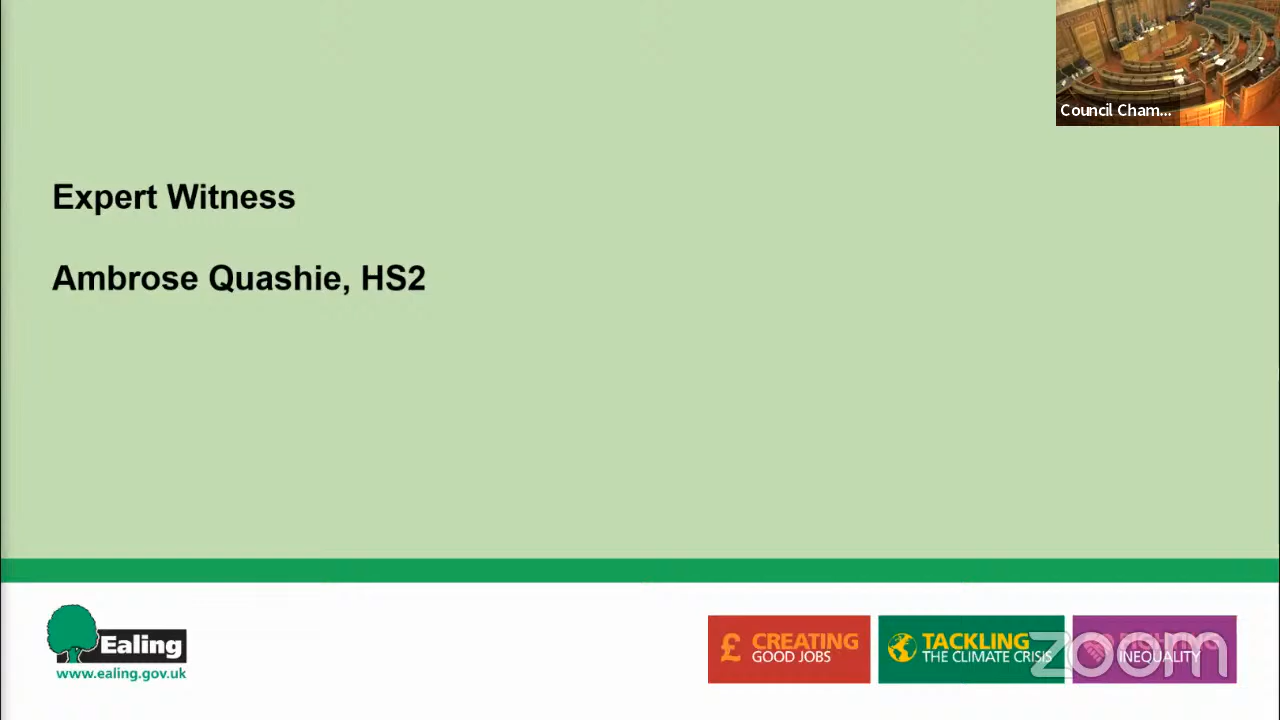 Council Cham...
Expert Witness
Ambrose Quashie, HS2
Ealing
www.ealing.gov.uk
£ CREATING
GOOD JOBS
TACKLING
THE CLIMATE CRISIS
INEQUALITY
zoom